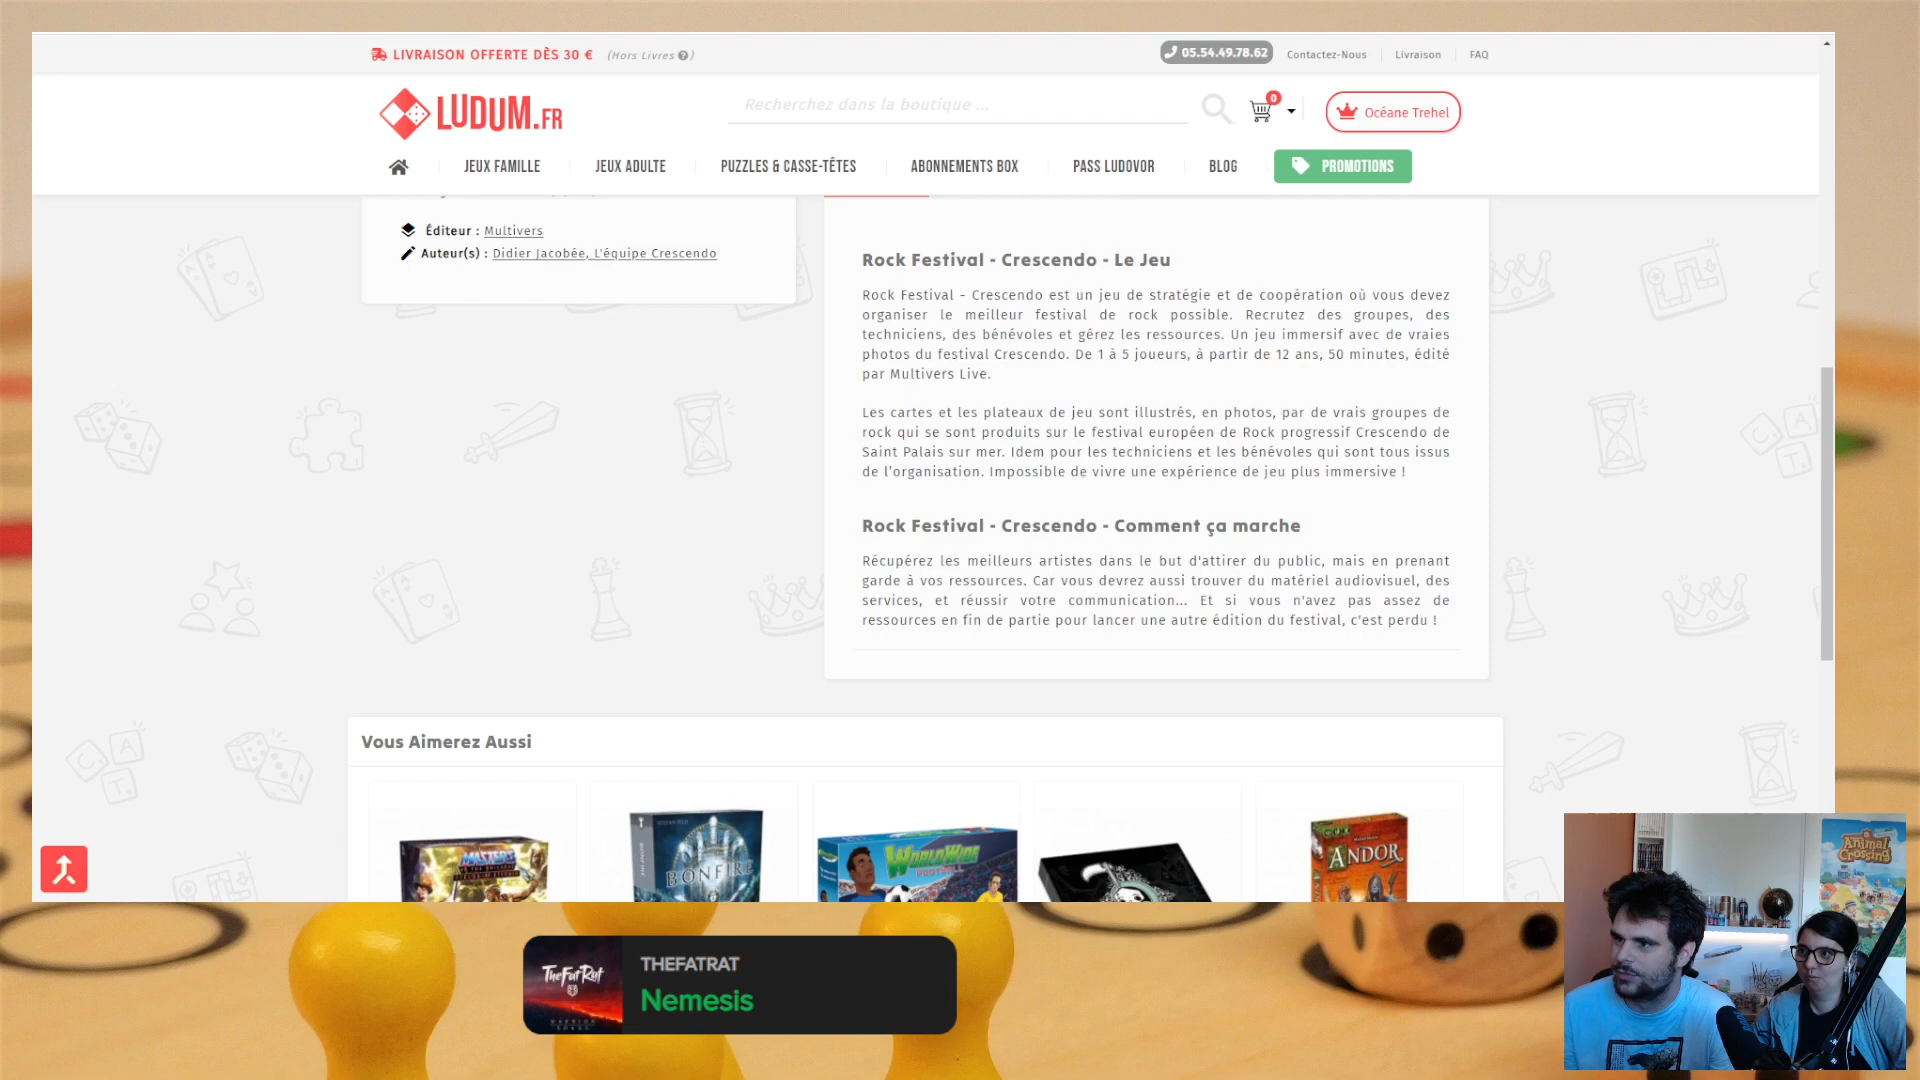 LIVRAISON OFFERTE DÈS 30 € (Hors Livres ?)
05.54.49.78.62 Contactez-Nous Livraison FAQ
LUDUM.FR
Recherchez dans la boutique ...
0
Océane Trehel
JEUX FAMILLE JEUX ADULTE PUZZLES & CASSE-TÊTES ABONNEMENTS BOX PASS LUDOVOR BLOG PROMOTIONS
Éditeur : Multivers
Auteur(s) : Didier Jacobée, L'équipe Crescendo
Rock Festival - Crescendo - Le Jeu
Rock Festival - Crescendo est un jeu de stratégie et de coopération où vous devez
organiser le meilleur festival de rock possible. Recrutez des groupes, des
techniciens, des bénévoles et gérez les ressources. Un jeu immersif avec de vraies
photos du festival Crescendo. De 1 à 5 joueurs, à partir de 12 ans, 50 minutes, édité
par Multivers Live.
Les cartes et les plateaux de jeu sont illustrés, en photos, par de vrais groupes de
rock qui se sont produits sur le festival européen de Rock progressif Crescendo de
Saint Palais sur mer. Idem pour les techniciens et les bénévoles qui sont tous issus
de l’organisation. Impossible de vivre une expérience de jeu plus immersive !
Rock Festival - Crescendo - Comment ça marche
Récupérez les meilleurs artistes dans le but d'attirer du public, mais en prenant
garde à vos ressources. Car vous devrez aussi trouver du matériel audiovisuel, des
services, et réussir votre communication... Et si vous n'avez pas assez de
ressources en fin de partie pour lancer une autre édition du festival, c'est perdu !
Vous Aimerez Aussi
MASTERS
BONFIRE
WORLDWIDE
FOOTBALL
ANDOR
Animal
Crossing
TheFatRat
THEFATRAT
Nemesis